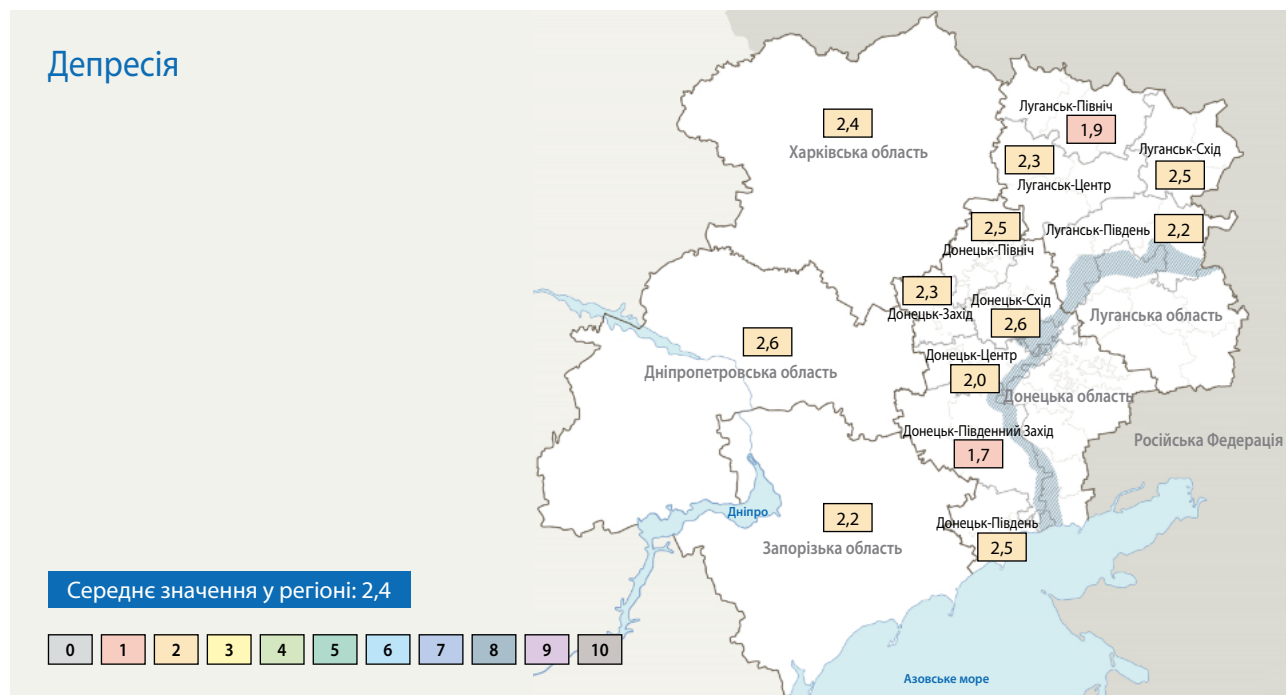 Депресія
Луганськ-Північ
1,9
2,4
Харківська область
Луганськ-Схід
2,3
2,5
Луганськ-Центр
2,5
Луганськ-Південь
2,2
Донецьк-Північ
2,3
Донецьк-Схід
Донецьк-Захід
2,6
Луганська область
2,6
Донецьк-Центр
Дніпропетровська область
2,0
Донецька область
Донецьк-Південний Захід
Російська Федерація
1,7
Дніпро
2,2
Донецьк-Південь
Запорізька область
2,5
Середнє значення у регіоні: 2,4
0 1 2 3 4 5 6 7 8 9 10
Азовське море